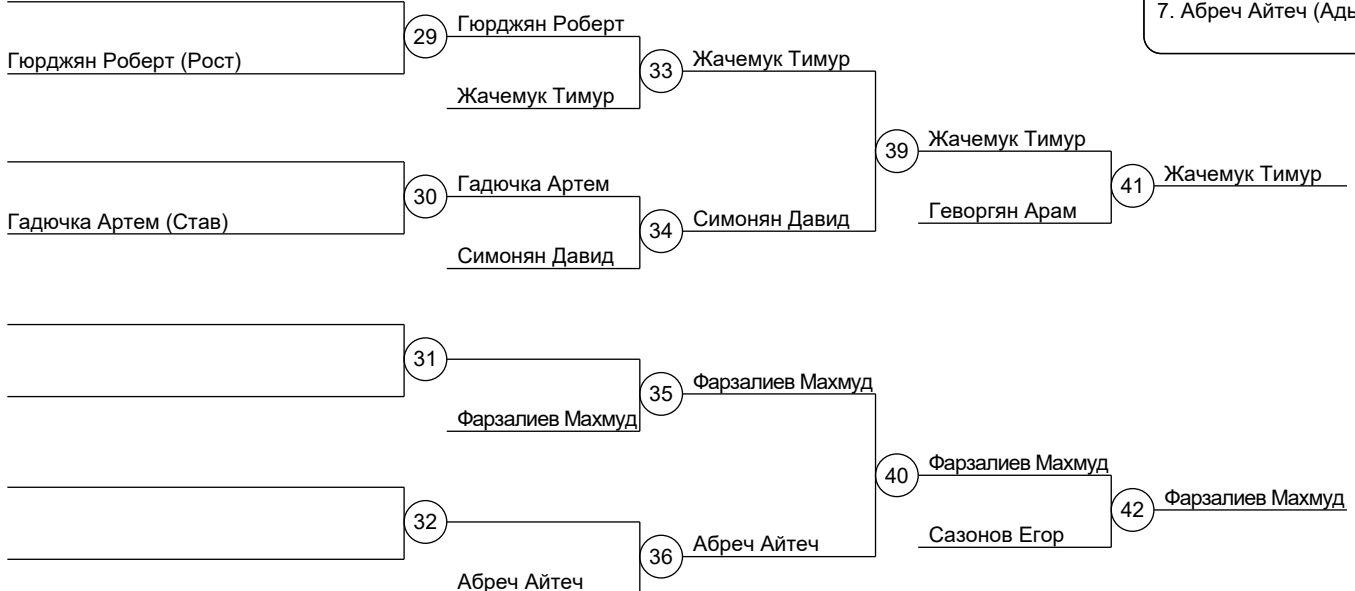 7. Абреч Айтеч (Ады
29
Гюрджян Роберт
Гюрджян Роберт (Рост)
33
Жачемук Тимур
Жачемук Тимур
39
Жачемук Тимур
30
Гадючка Артем
41
Жачемук Тимур
Гадючка Артем (Став)
34
Симонян Давид
Геворгян Арам
Симонян Давид
31
35
Фарзалиев Махмуд
Фарзалиев Махмуд
40
Фарзалиев Махмуд
32
42
Фарзалиев Махмуд
36
Абреч Айтеч
Сазонов Егор
Абреч Айтеч